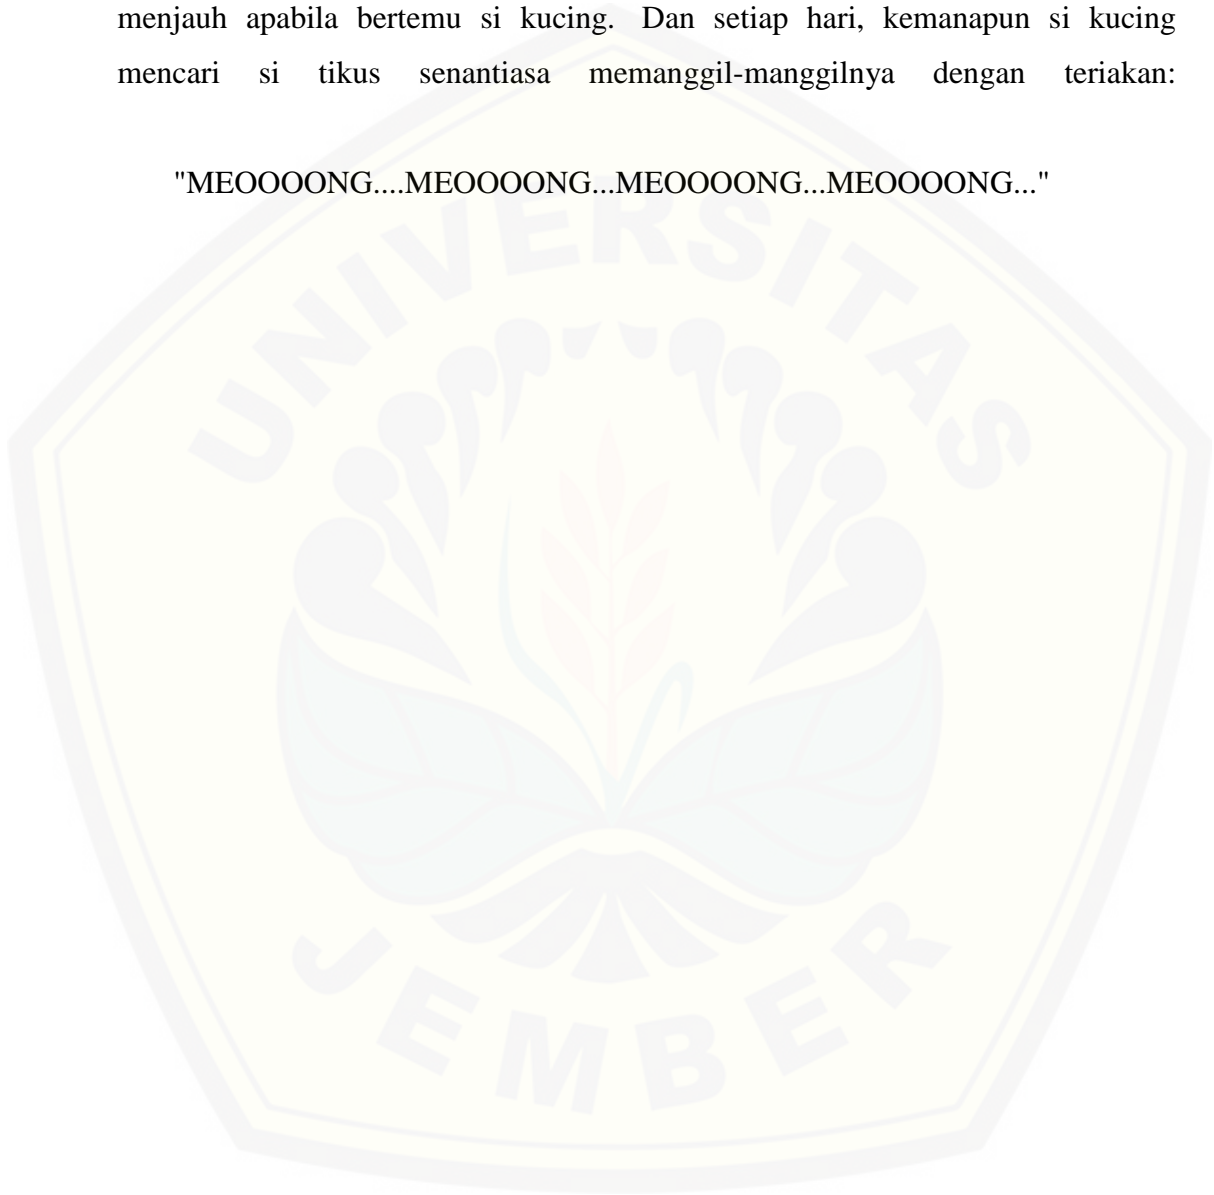 menjauh apabila bertemu si kucing. Dan setiap hari, kemanapun si kucing
mencari si tikus senantiasa memanggil-manggilnya dengan teriakan:
"MEOOOONG....MEOOOONG...MEOOOONG...MEOOOONG..."
UNIVERSITAS
JEMBER